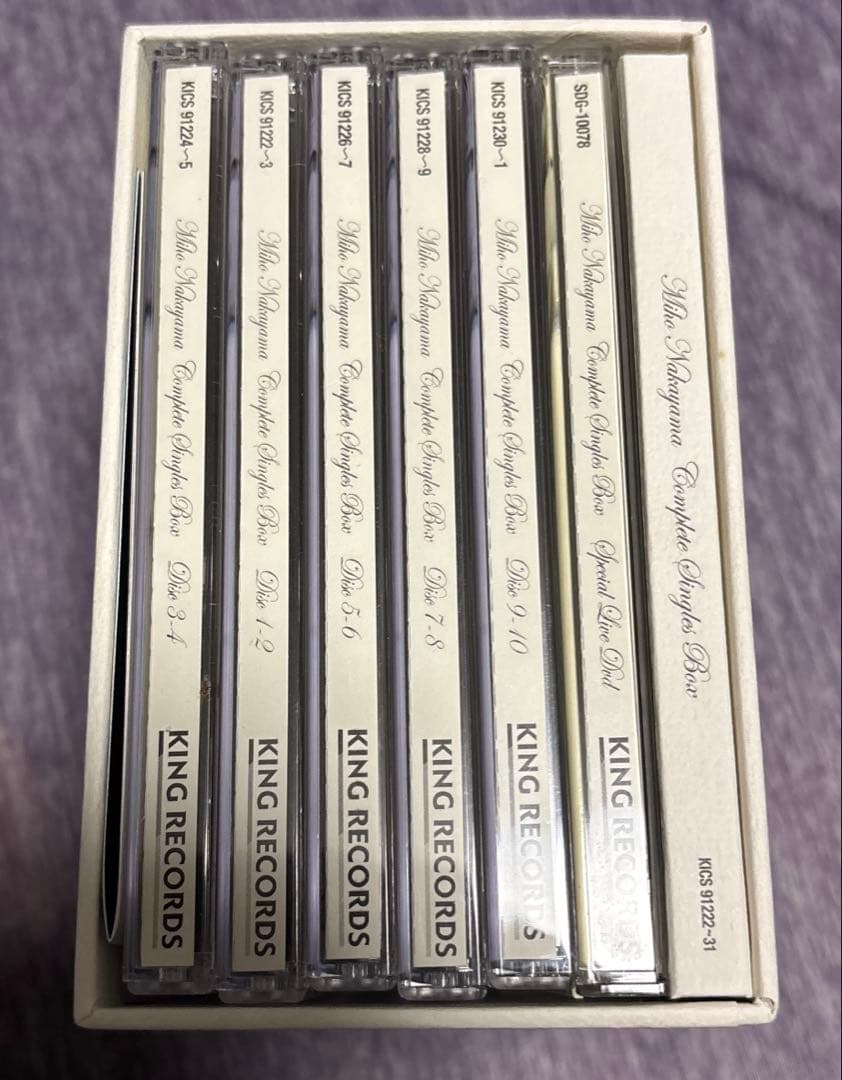 KICS 91224~5 Miho Nakayama Complete Singles Box Disc 3-4 KING RECORDS
KICS 91222~3 Miho Nakayama Complete Singles Box Disc 1-2 KING RECORDS
KICS 91226~7 Miho Nakayama Complete Singles Box Disc 5-6 KING RECORDS
KICS 91228~9 Miho Nakayama Complete Singles Box Disc 7-8 KING RECORDS
KICS 91230~1 Miho Nakayama Complete Singles Box Disc 9-10 KING RECORDS
SDG-10078 Miho Nakayama Complete Singles Box Special Live Dvd KING RECORDS
Miho Nakayama Complete Singles Box KICS 91222~31